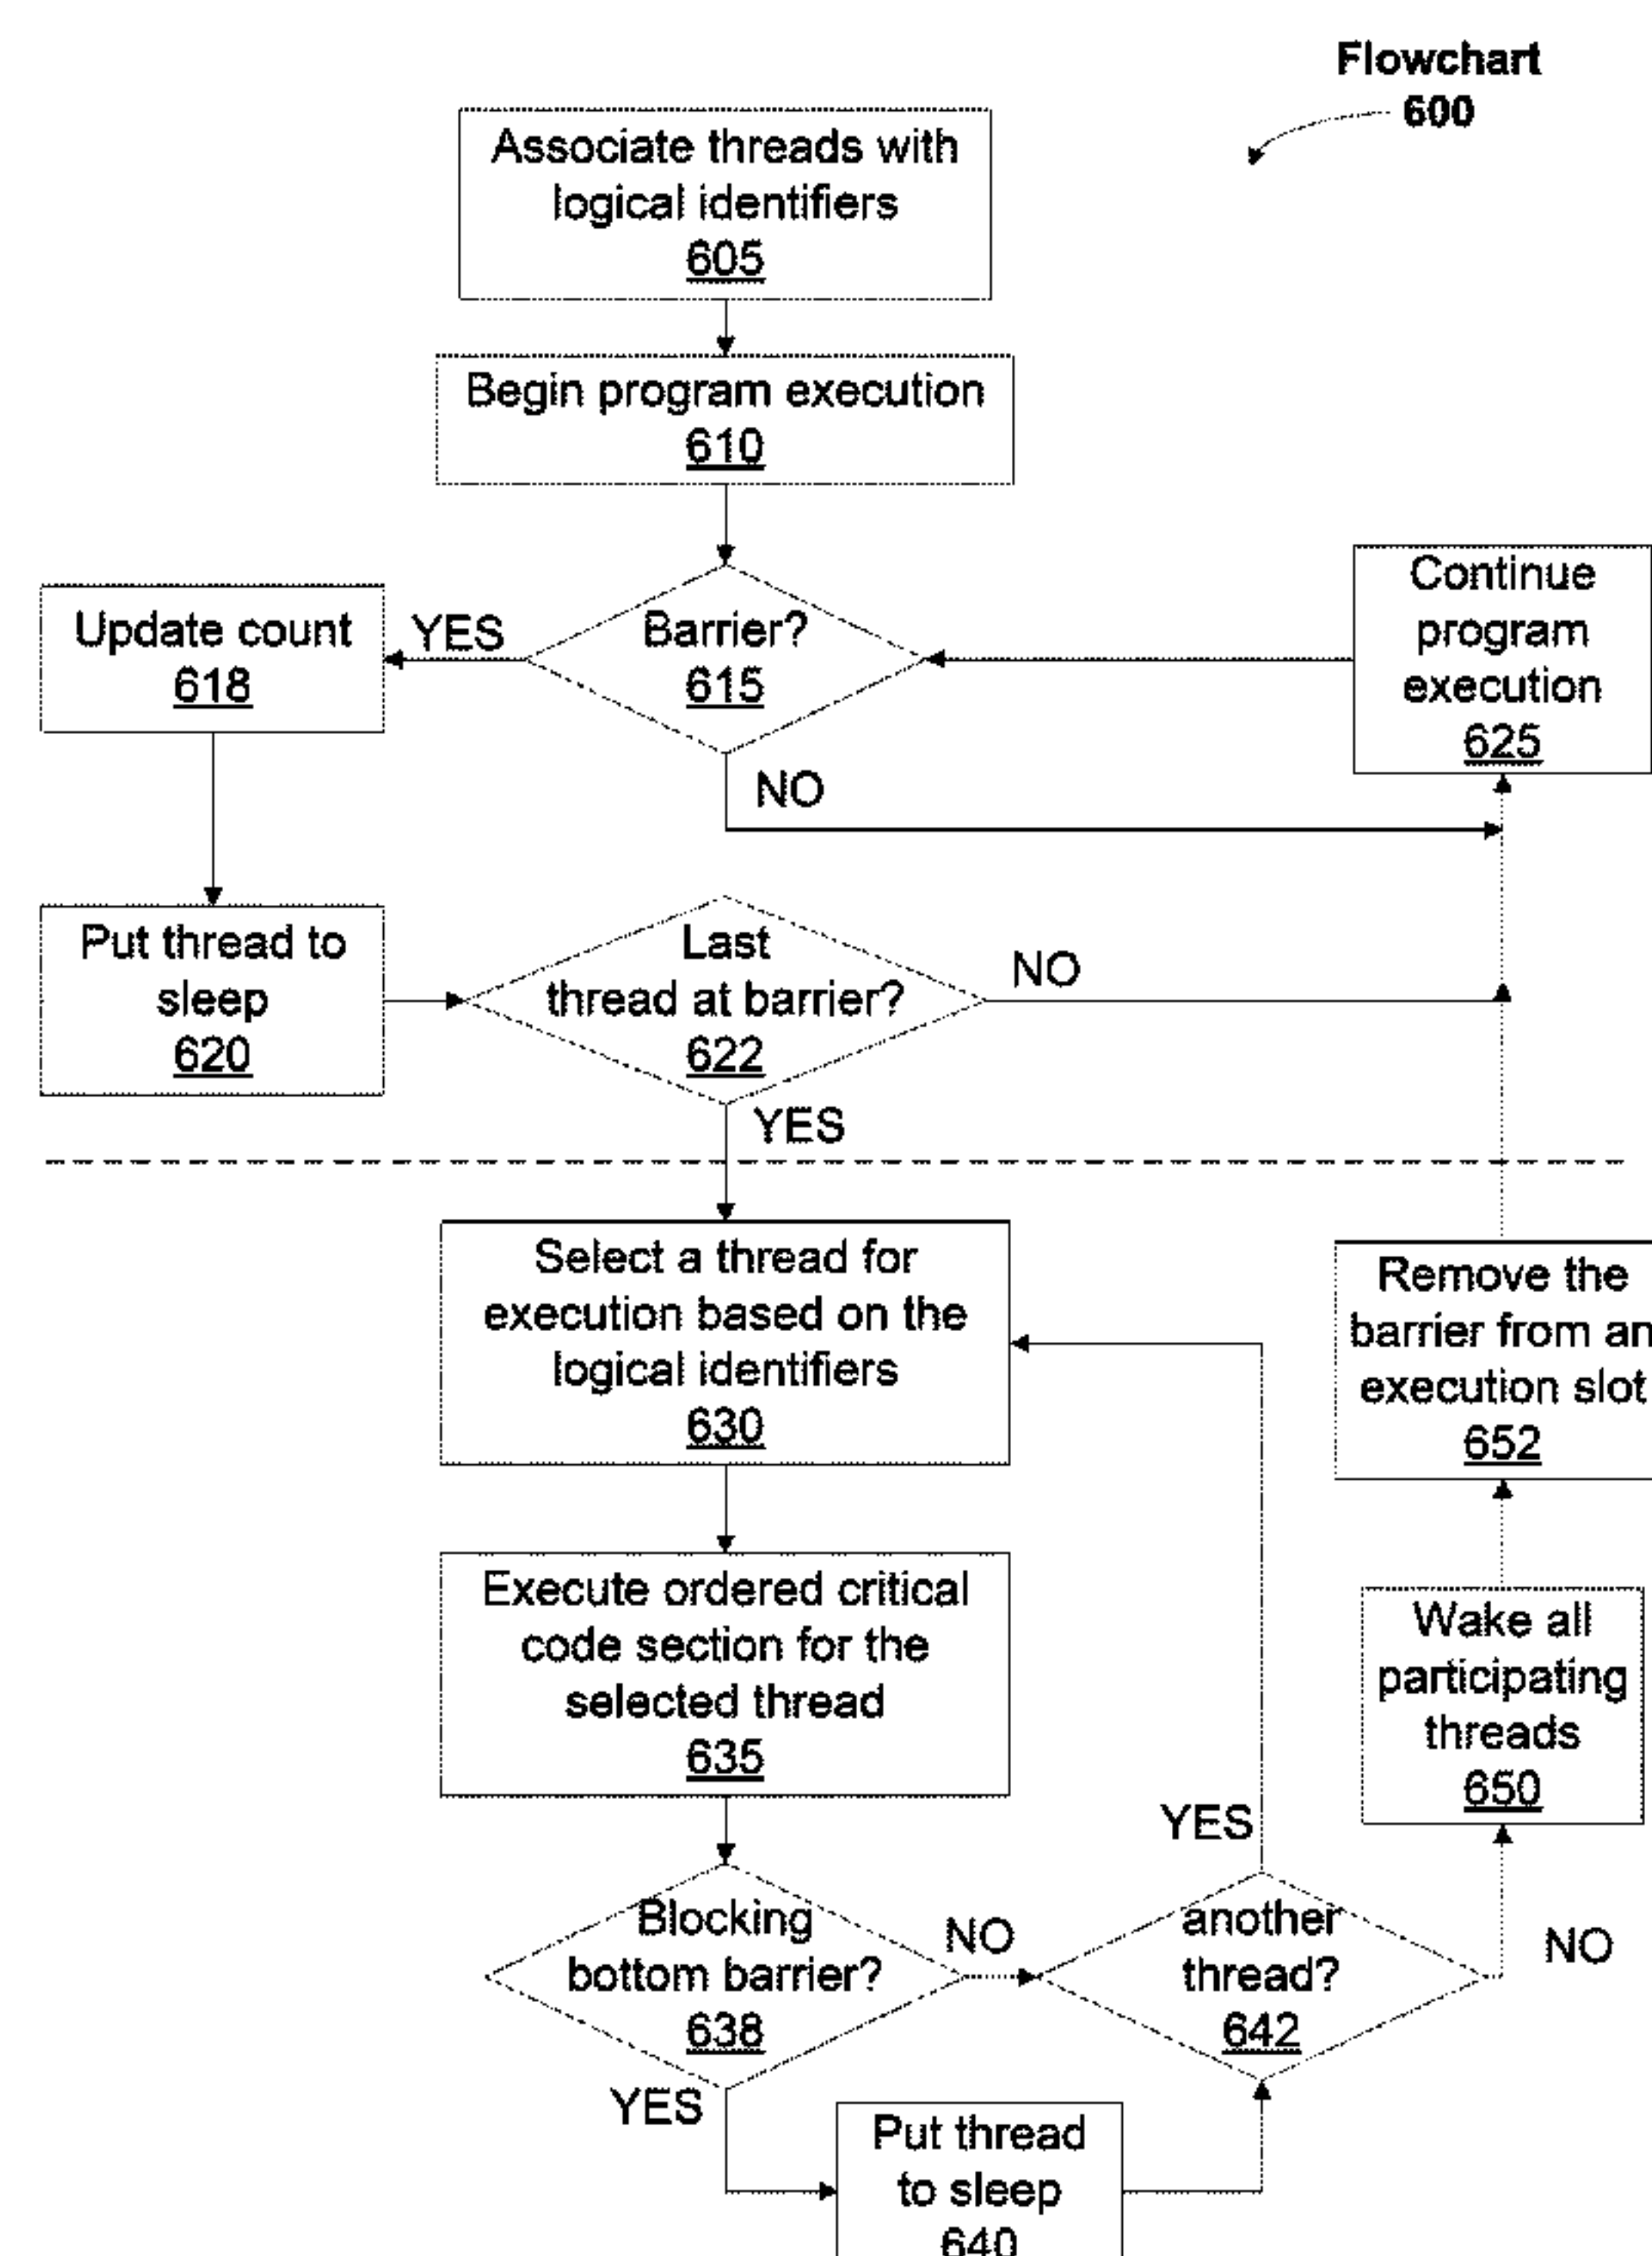 Flowchart
600
Associate threads with
logical identifiers
605
Begin program execution
610
Barrier?
615
YES
NO
Update count
618
Continue
program
execution
625
Put thread to
sleep
620
Last
thread at barrier?
622
NO
YES
Select a thread for
execution based on the
logical identifiers
630
Remove the
barrier from an
execution slot
652
Execute ordered critical
code section for the
selected thread
635
Wake all
participating
threads
650
YES
Blocking
bottom barrier?
638
NO
another
thread?
642
NO
YES
Put thread
to sleep
640